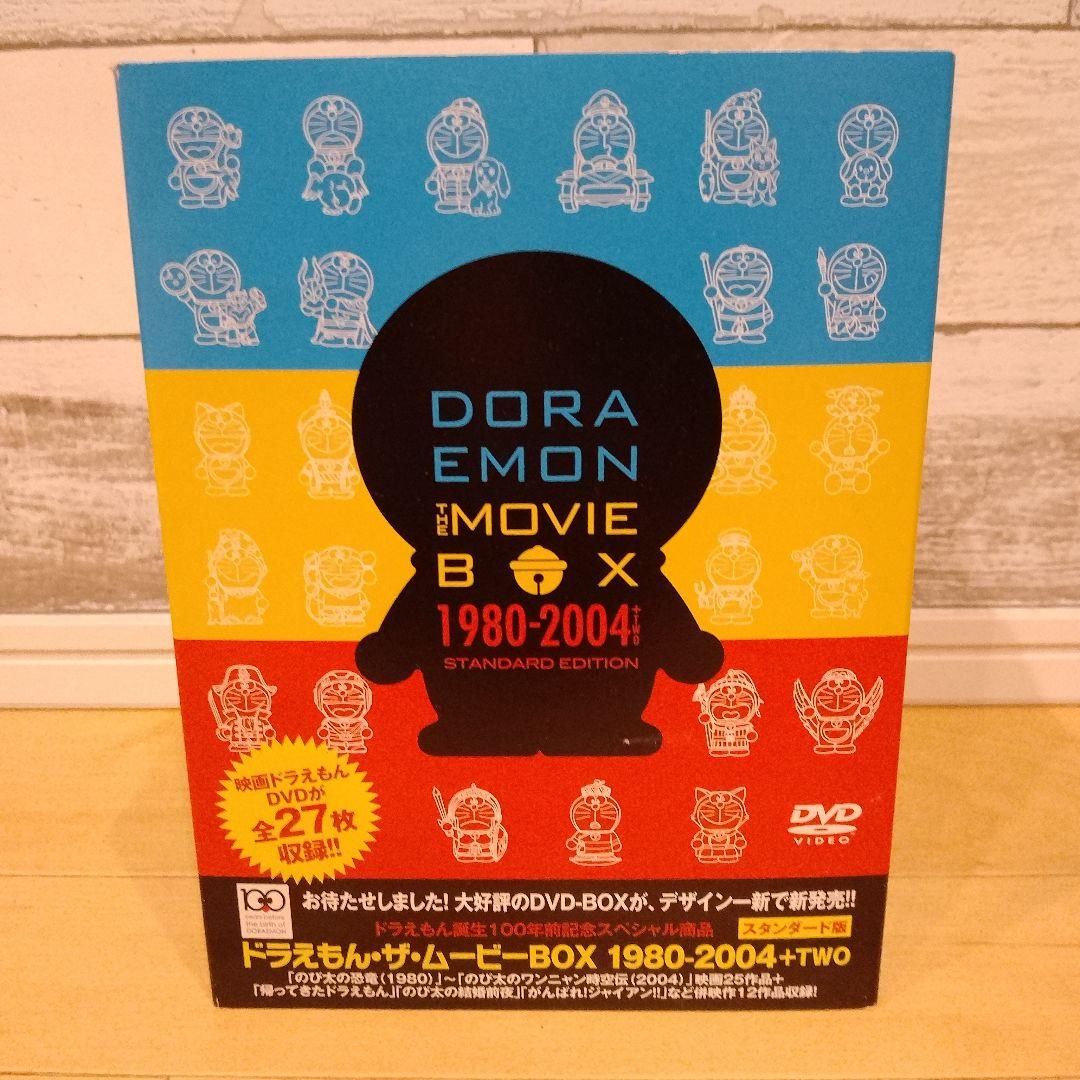 DORA
EMON
THE MOVIE
BOX
1980-2004 +TWO
STANDARD EDITION
映画ドラえもん
DVDが
全27枚
収録!!
DVD
VIDEO
100
years before
the birth of
DORAEMON
お待たせしました!大好評のDVD-BOXが、デザイン一新で新発売!!
ドラえもん誕生100年前記念スペシャル商品 スタンダード版
ドラえもん・ザ・ムービーBOX 1980-2004+TWO
「のび太の恐竜(1980)」~「のび太のワンニャン時空伝(2004)」映画25作品+
「帰ってきたドラえもん」「のび太の結婚前夜」「がんばれ!ジャイアン!!」など併映作12作品収録!